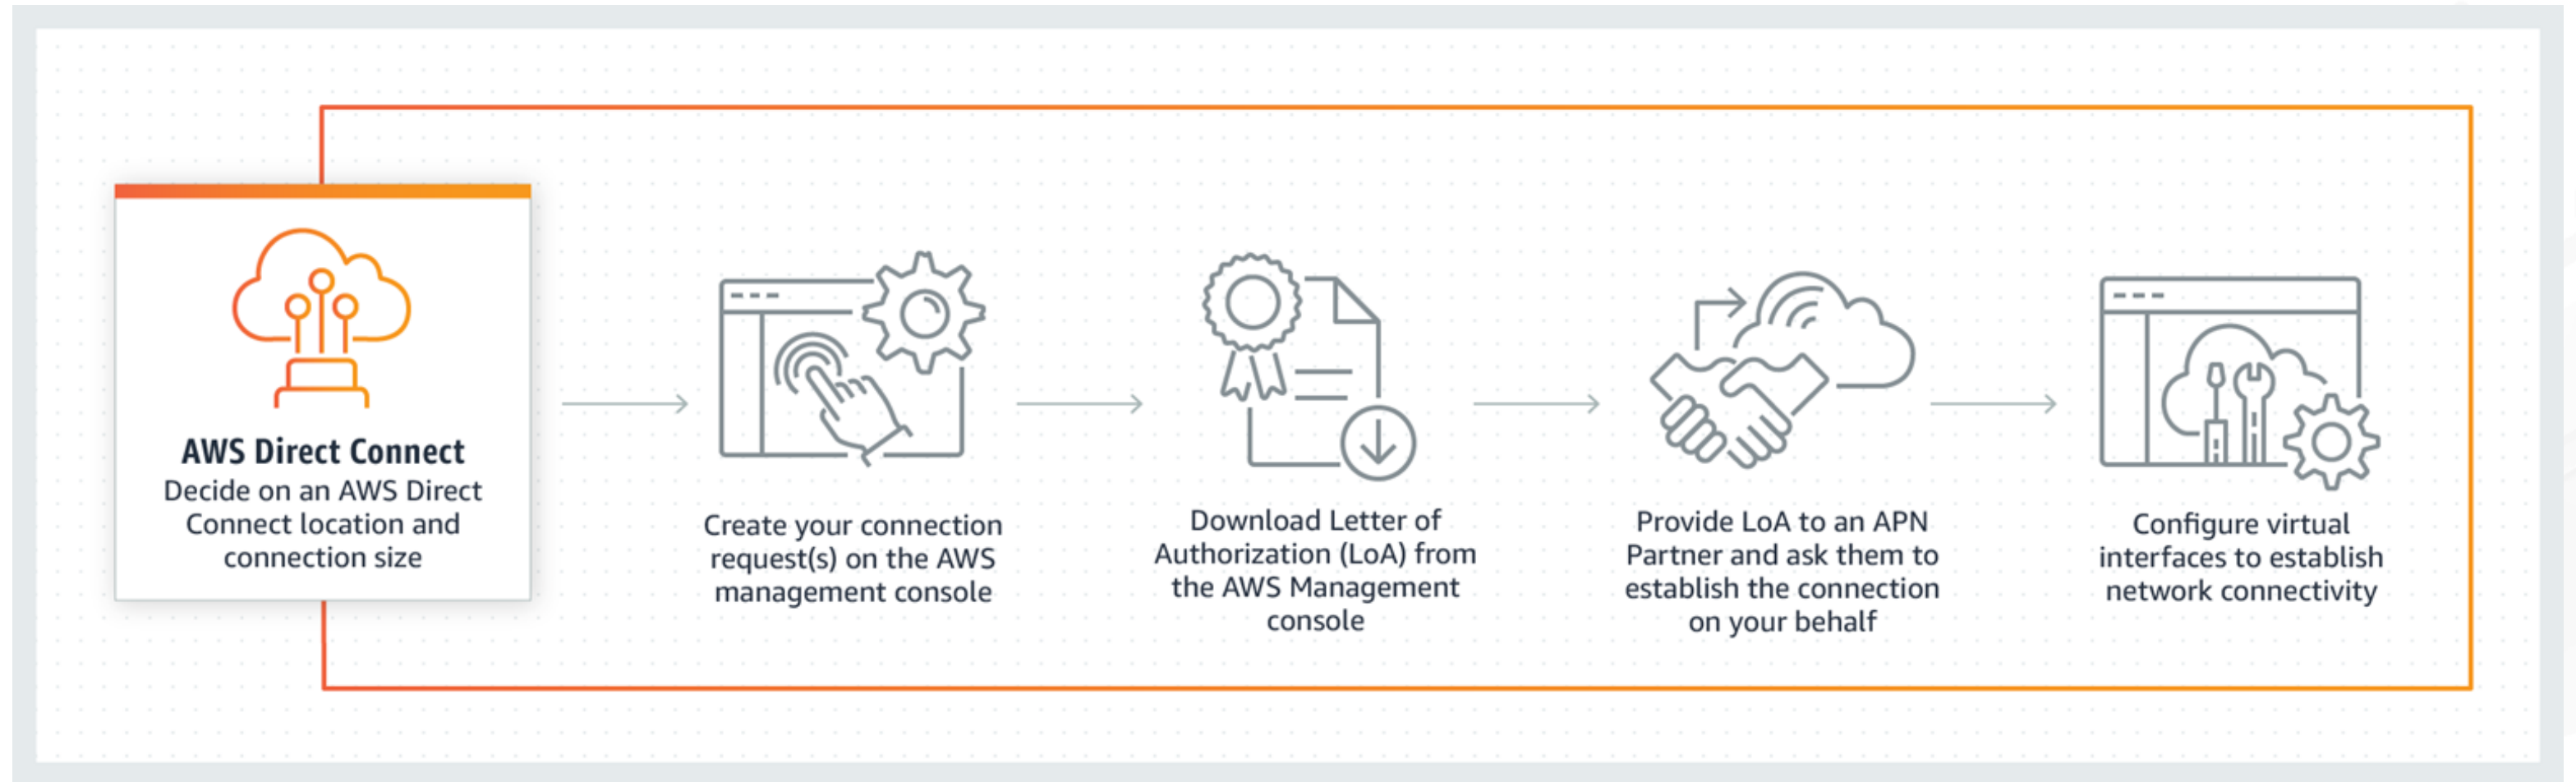 AWS Direct Connect
Decide on an AWS Direct
Connect location and
connection size
Create your connection
request(s) on the AWS
management console
Download Letter of
Authorization (LoA) from
the AWS Management
console
Provide LoA to an APN
Partner and ask them to
establish the connection
on your behalf
Configure virtual
interfaces to establish
network connectivity